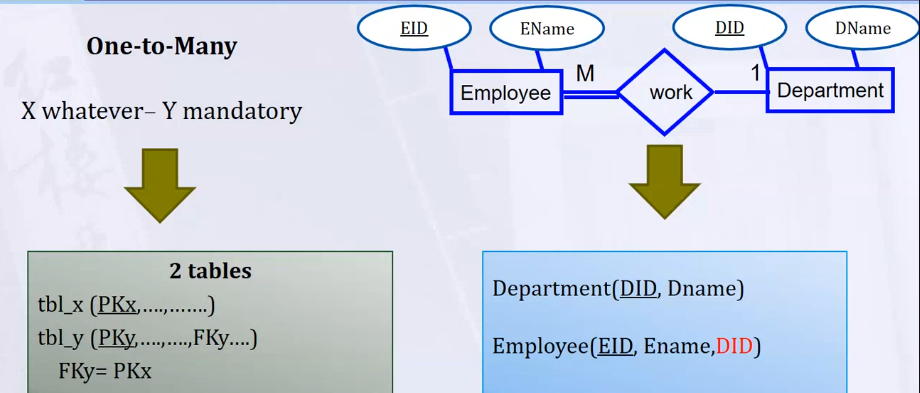 One-to-Many
X whatever– Y mandatory
EID
EName
DID
DName
Employee
M
work
1
Department
2 tables
tbl_x (PKx,....,.......)
tbl_y (PKy,....,....,FKy....)
FKy= PKx
Department(DID, Dname)
Employee(EID, Ename,DID)